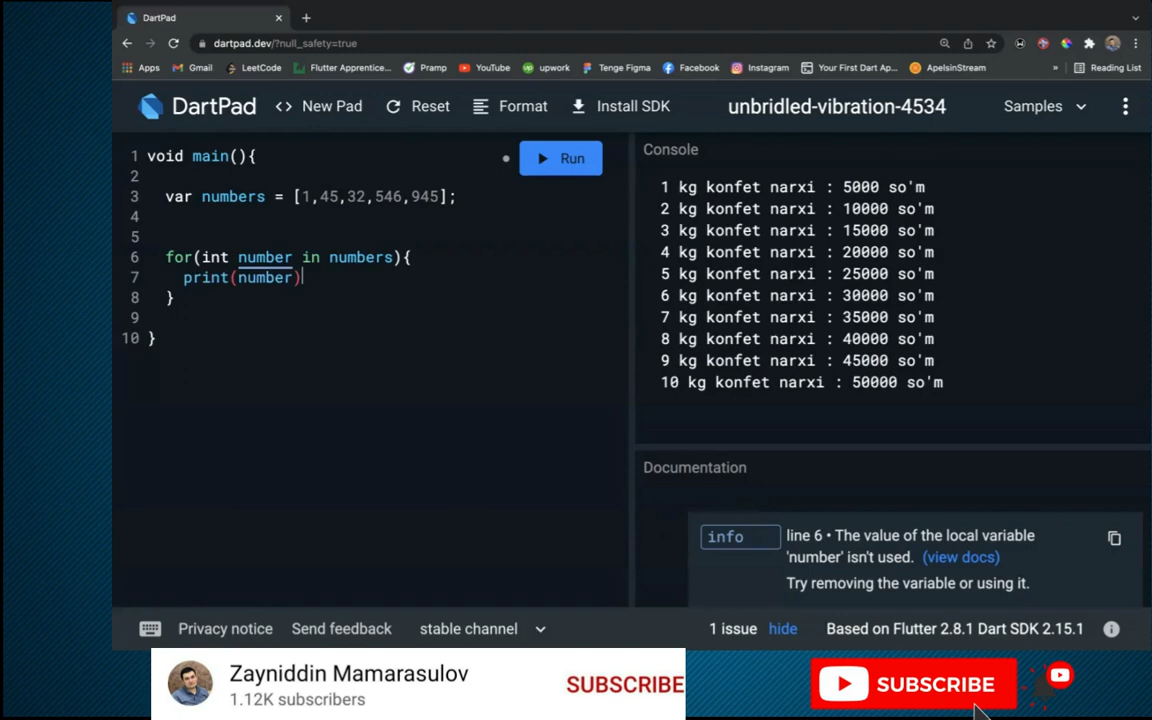 DartPad
dartpad.dev/?null_safety=true
Apps Gmail LeetCode Flutter Apprentice... Pramp YouTube upwork Tenge Figma Facebook Instagram Your First Dart Ap... ApelsinStream » Reading List
DartPad <> New Pad Reset Format Install SDK unbridled-vibration-4534 Samples
Run
1 void main(){
2
3 var numbers = [1,45,32,546,945];
4
5
6 for(int number in numbers){
7 print(number)
8 }
9
10 }
Console
1 kg konfet narxi : 5000 so'm
2 kg konfet narxi : 10000 so'm
3 kg konfet narxi : 15000 so'm
4 kg konfet narxi : 20000 so'm
5 kg konfet narxi : 25000 so'm
6 kg konfet narxi : 30000 so'm
7 kg konfet narxi : 35000 so'm
8 kg konfet narxi : 40000 so'm
9 kg konfet narxi : 45000 so'm
10 kg konfet narxi : 50000 so'm
Documentation
info line 6 • The value of the local variable
'number' isn't used. (view docs)
Try removing the variable or using it.
Privacy notice Send feedback stable channel 1 issue hide Based on Flutter 2.8.1 Dart SDK 2.15.1
Zayniddin Mamarasulov
1.12K subscribers
SUBSCRIBE
SUBSCRIBE